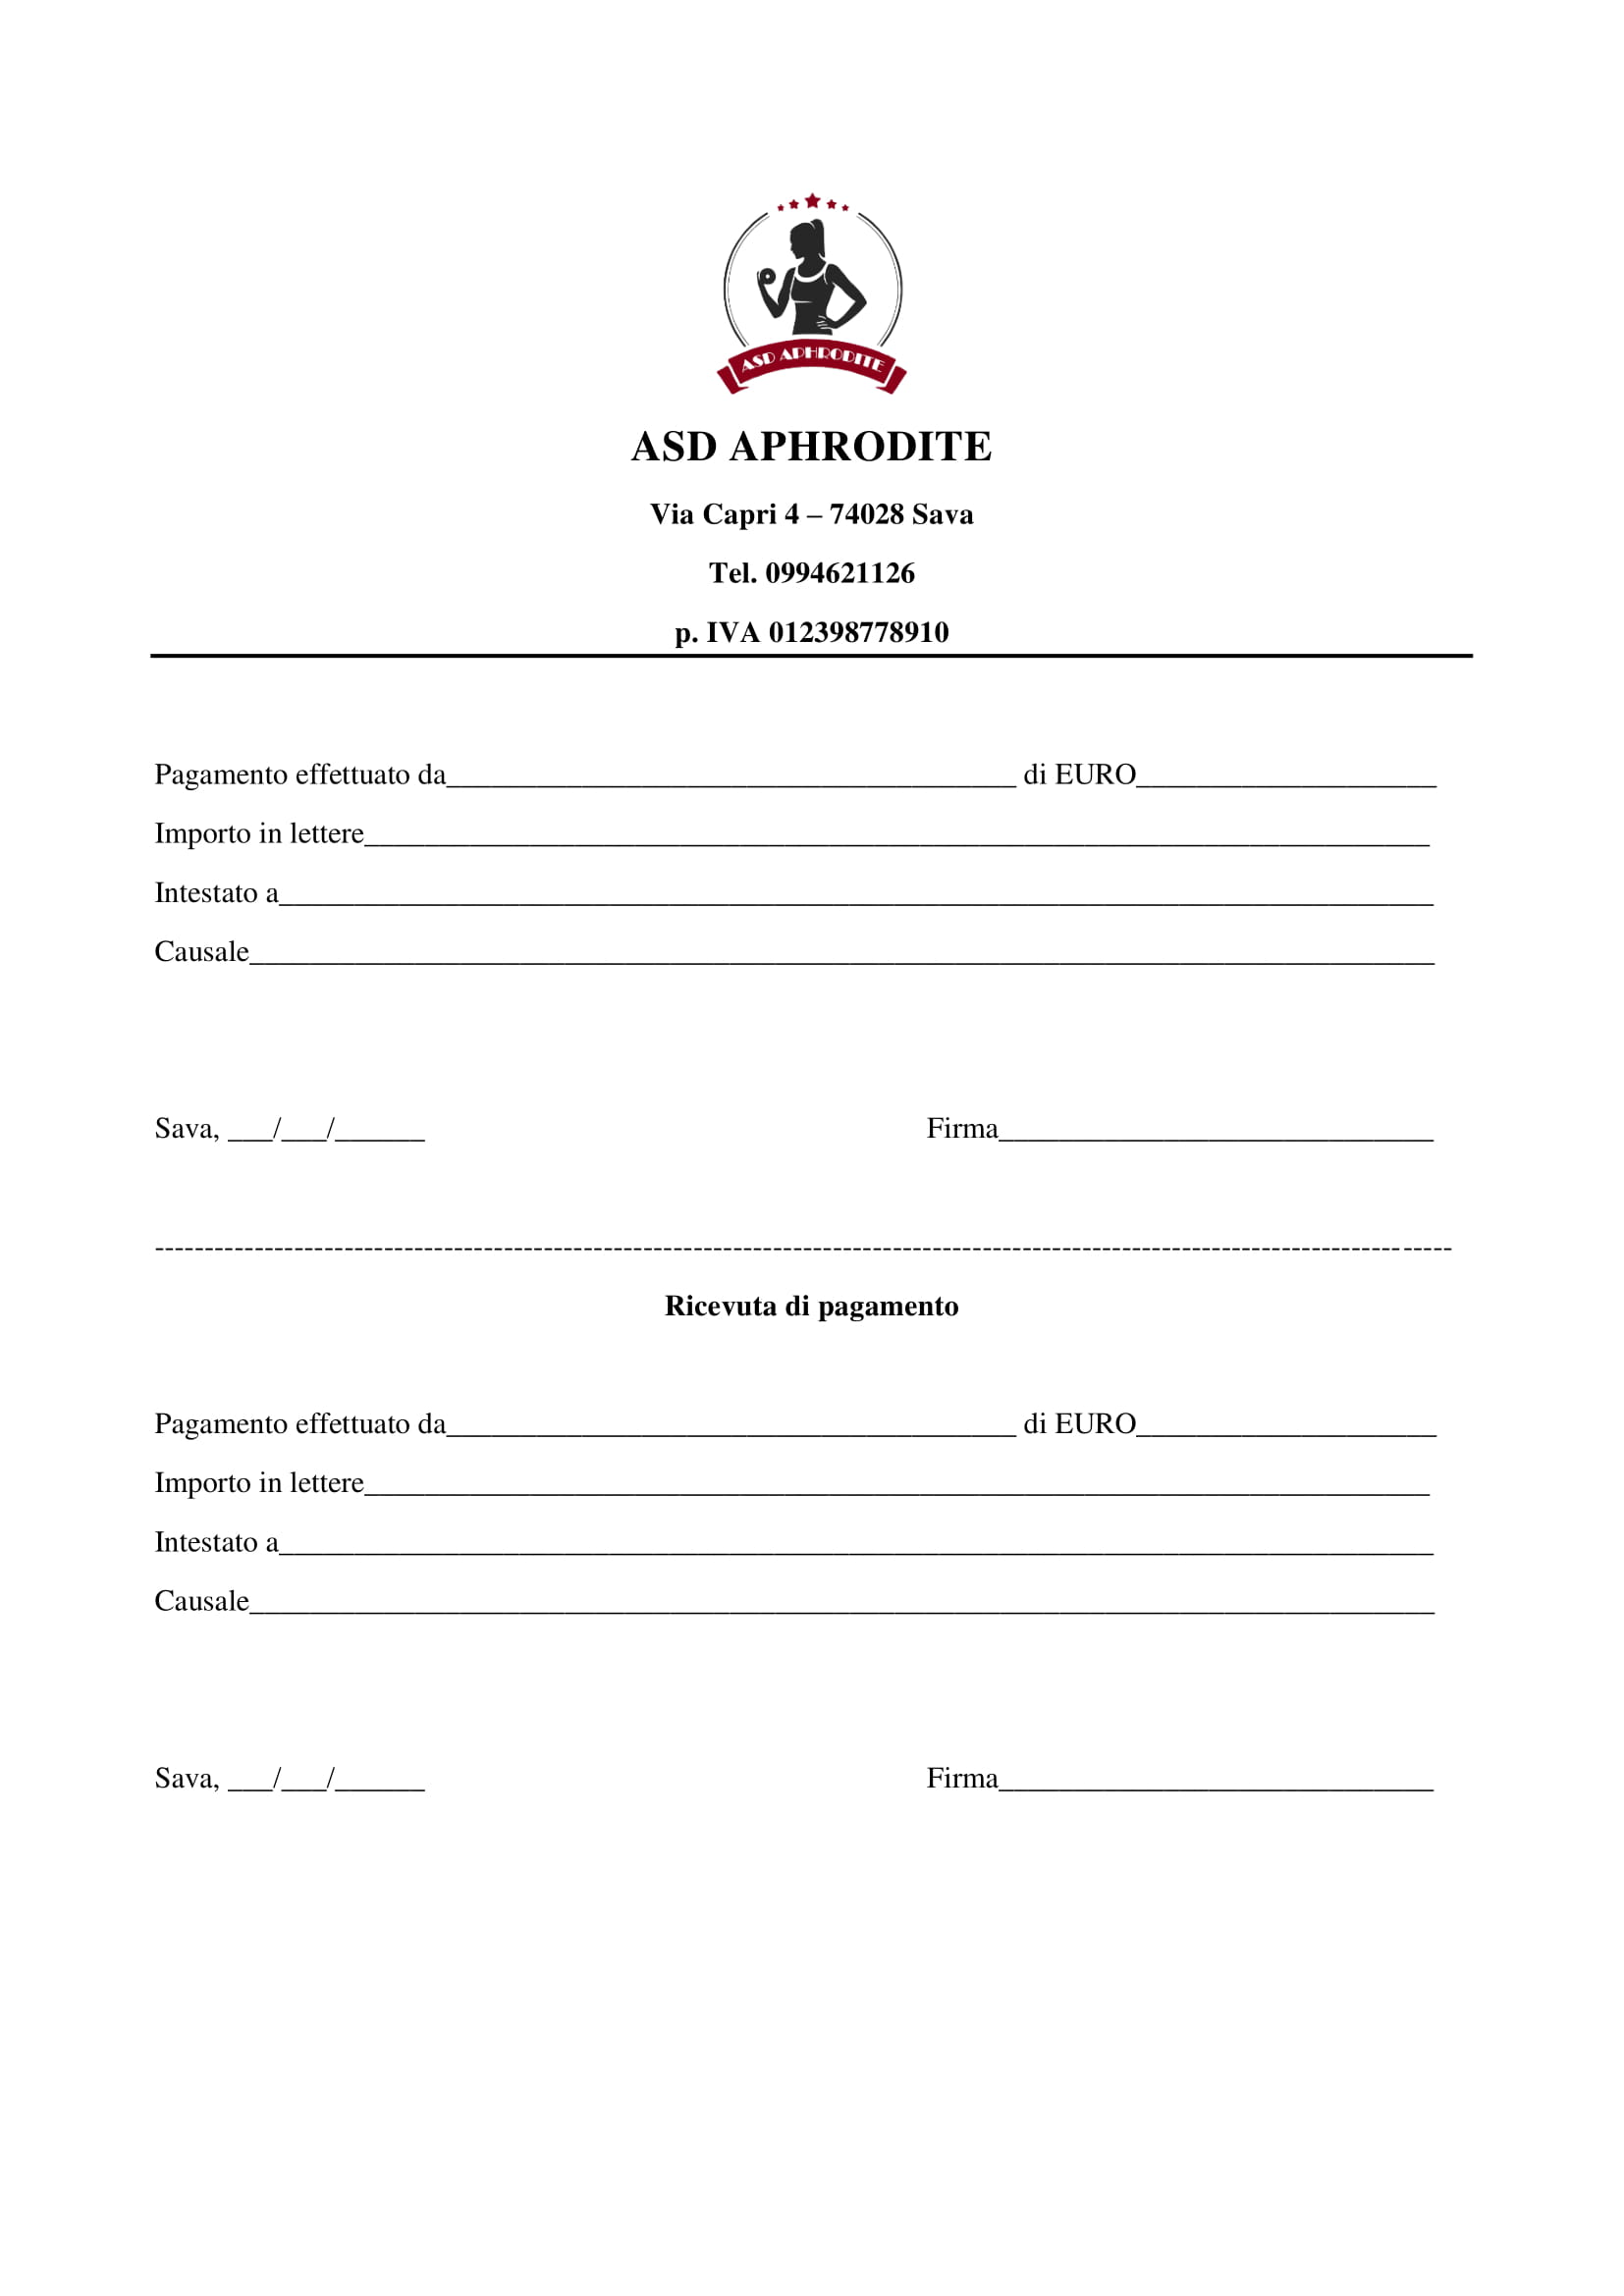 ASD APHRODITE
ASD APHRODITE
Via Capri 4 – 74028 Sava
Tel. 0994621126
p. IVA 012398778910
Pagamento effettuato da______________________________________ di EURO____________________
Importo in lettere_______________________________________________________________________
Intestato a_____________________________________________________________________________
Causale_______________________________________________________________________________
Sava, ___/___/______ Firma_____________________________
-----------------------------------------------------------------------------------------------------------------------------------
Ricevuta di pagamento
Pagamento effettuato da______________________________________ di EURO____________________
Importo in lettere_______________________________________________________________________
Intestato a_____________________________________________________________________________
Causale_______________________________________________________________________________
Sava, ___/___/______ Firma_____________________________